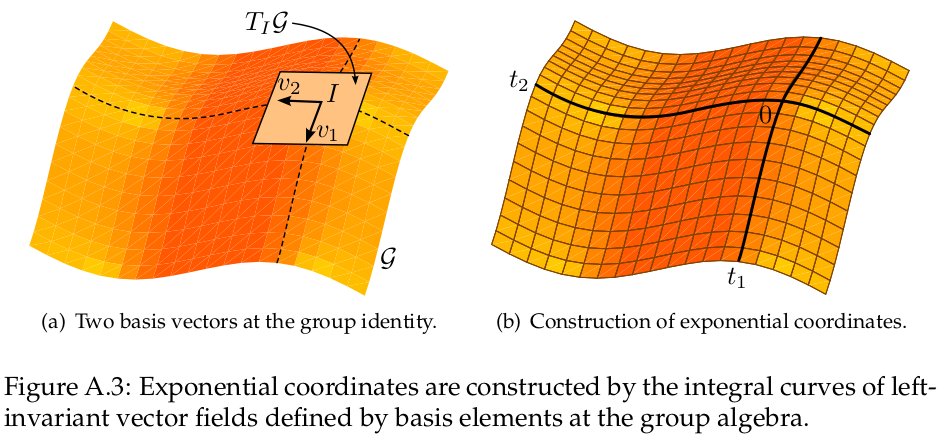 T_I 𝒢
v_2
I
v_1
𝒢
t_2
0
t_1
(a) Two basis vectors at the group identity.
(b) Construction of exponential coordinates.
Figure A.3: Exponential coordinates are constructed by the integral curves of left-
invariant vector fields defined by basis elements at the group algebra.